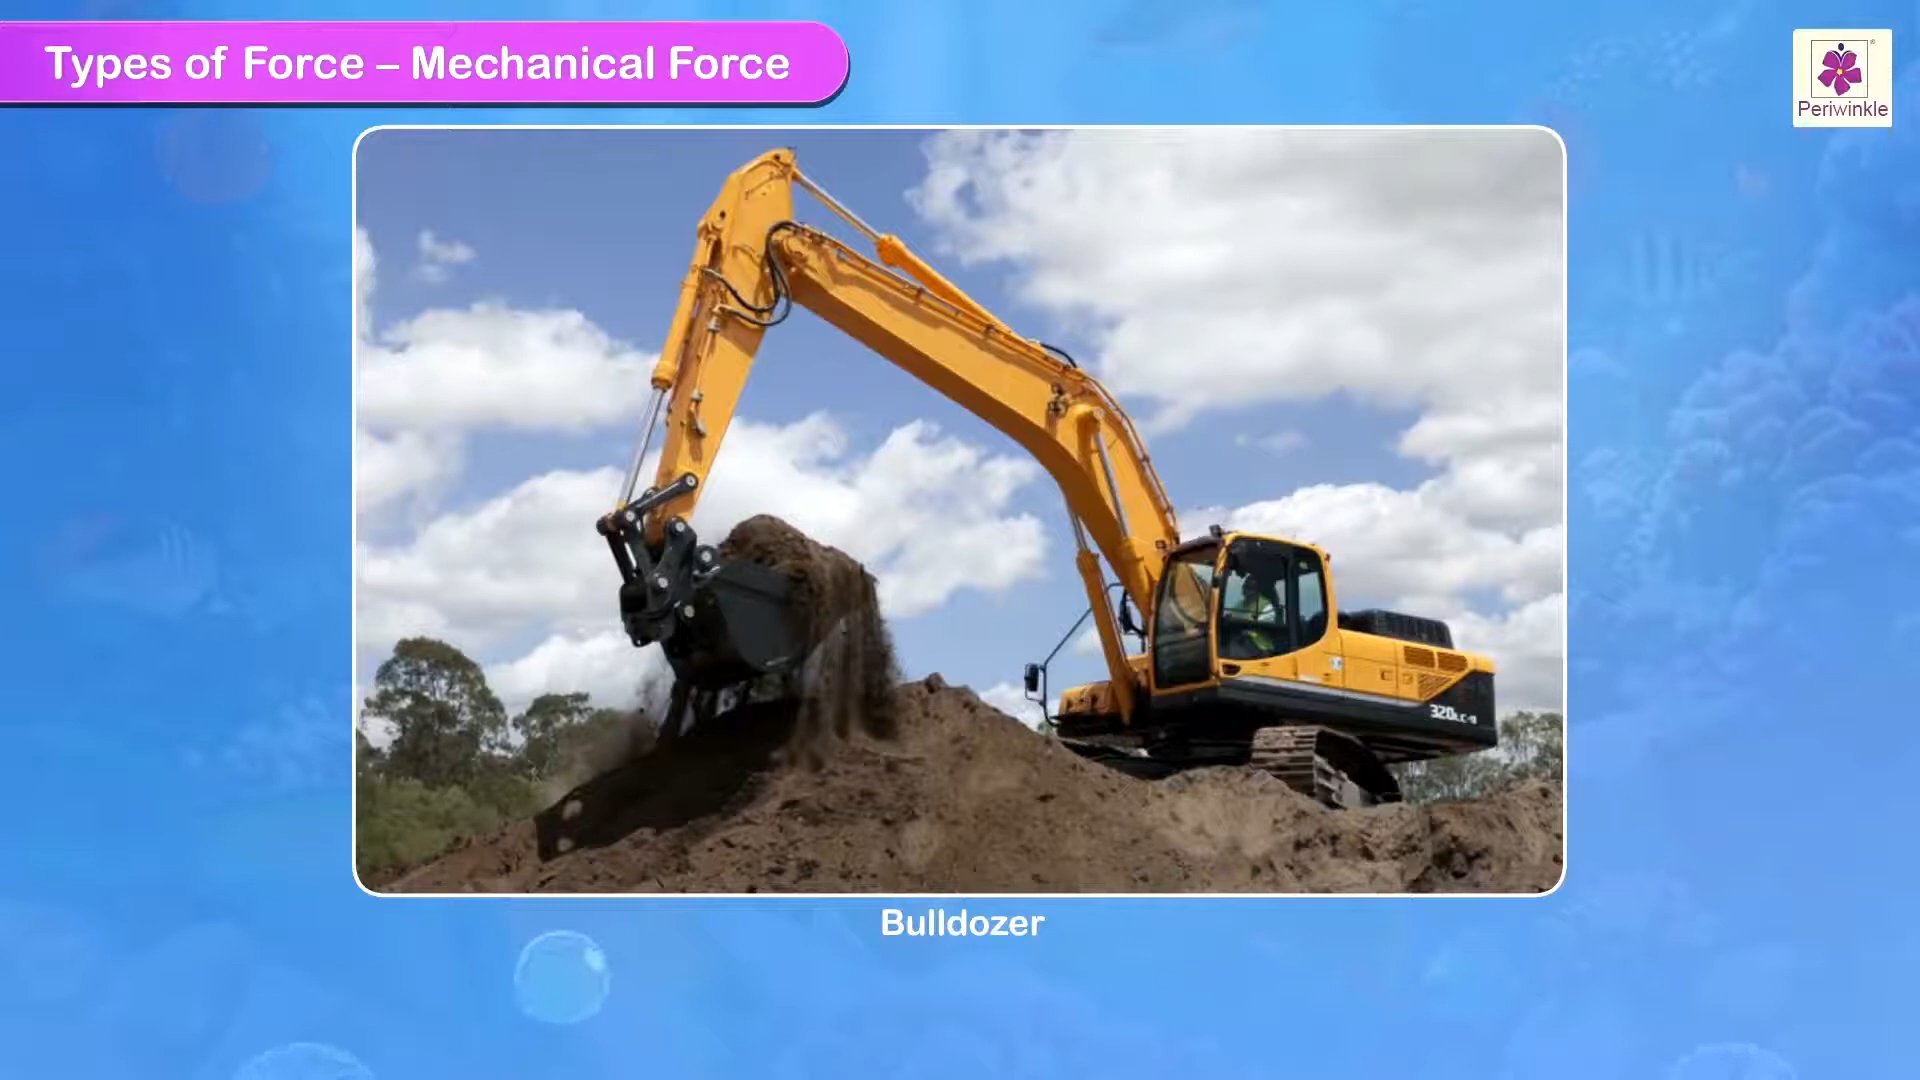 Types of Force – Mechanical Force
Periwinkle
320LC-9
Bulldozer